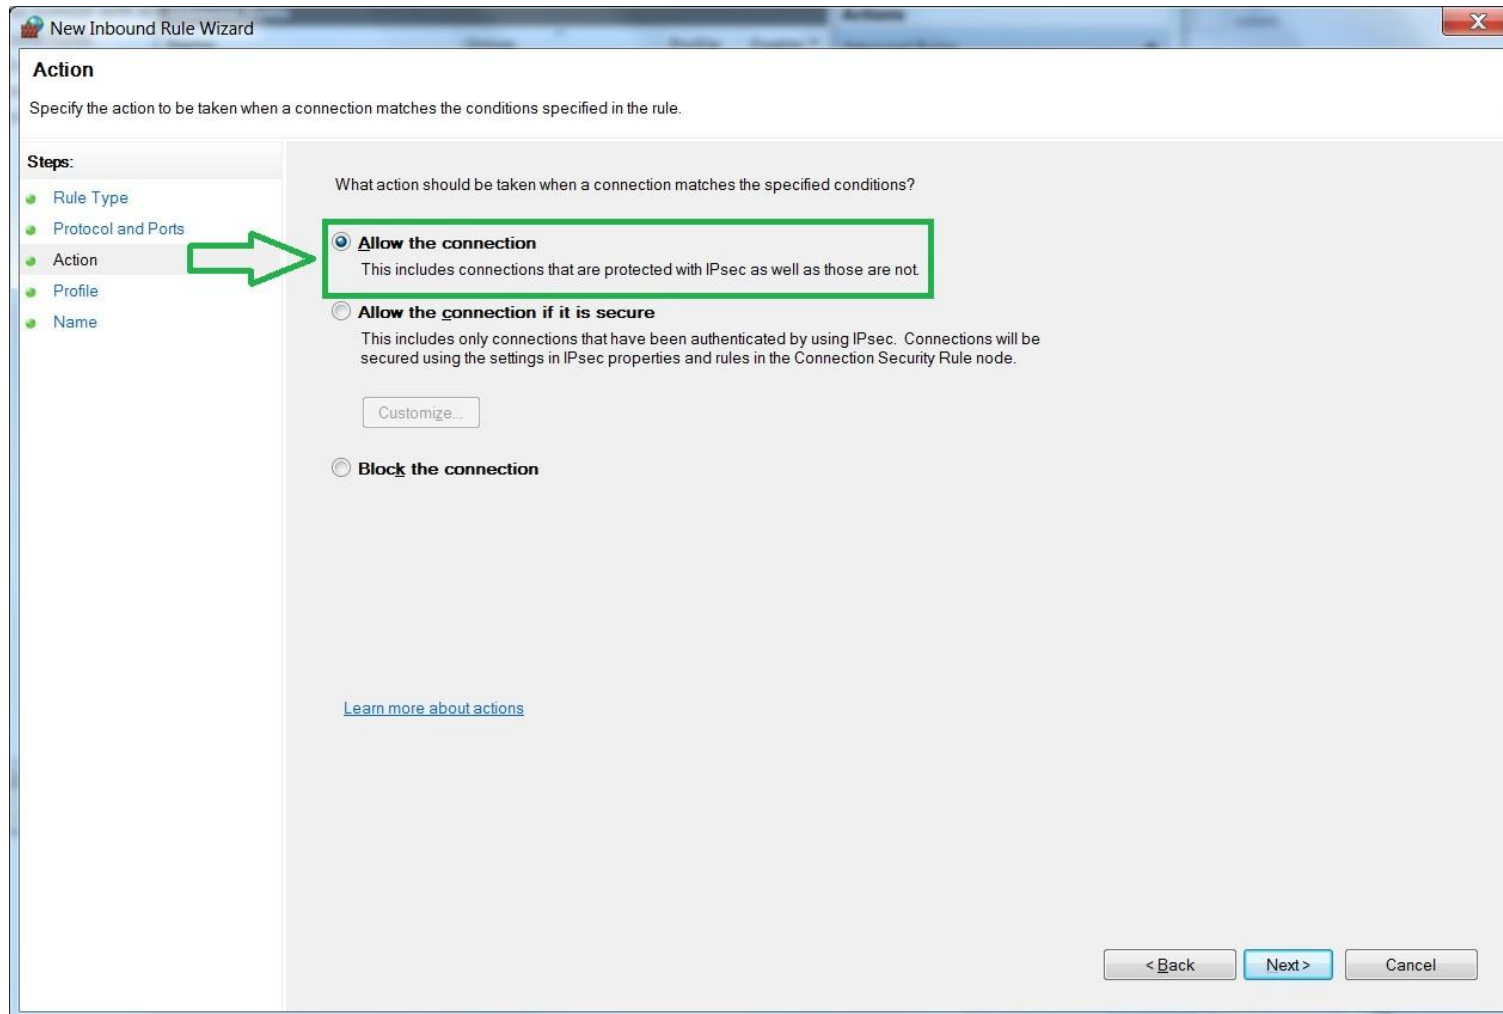 New Inbound Rule Wizard
Actions
Action
Specify the action to be taken when a connection matches the conditions specified in the rule.
Steps:
Rule Type
Protocol and Ports
Action
Profile
Name
What action should be taken when a connection matches the specified conditions?
Allow the connection
This includes connections that are protected with IPsec as well as those are not.
Allow the connection if it is secure
This includes only connections that have been authenticated by using IPsec. Connections will be
secured using the settings in IPsec properties and rules in the Connection Security Rule node.
Customize...
Block the connection
Learn more about actions
< Back
Next >
Cancel